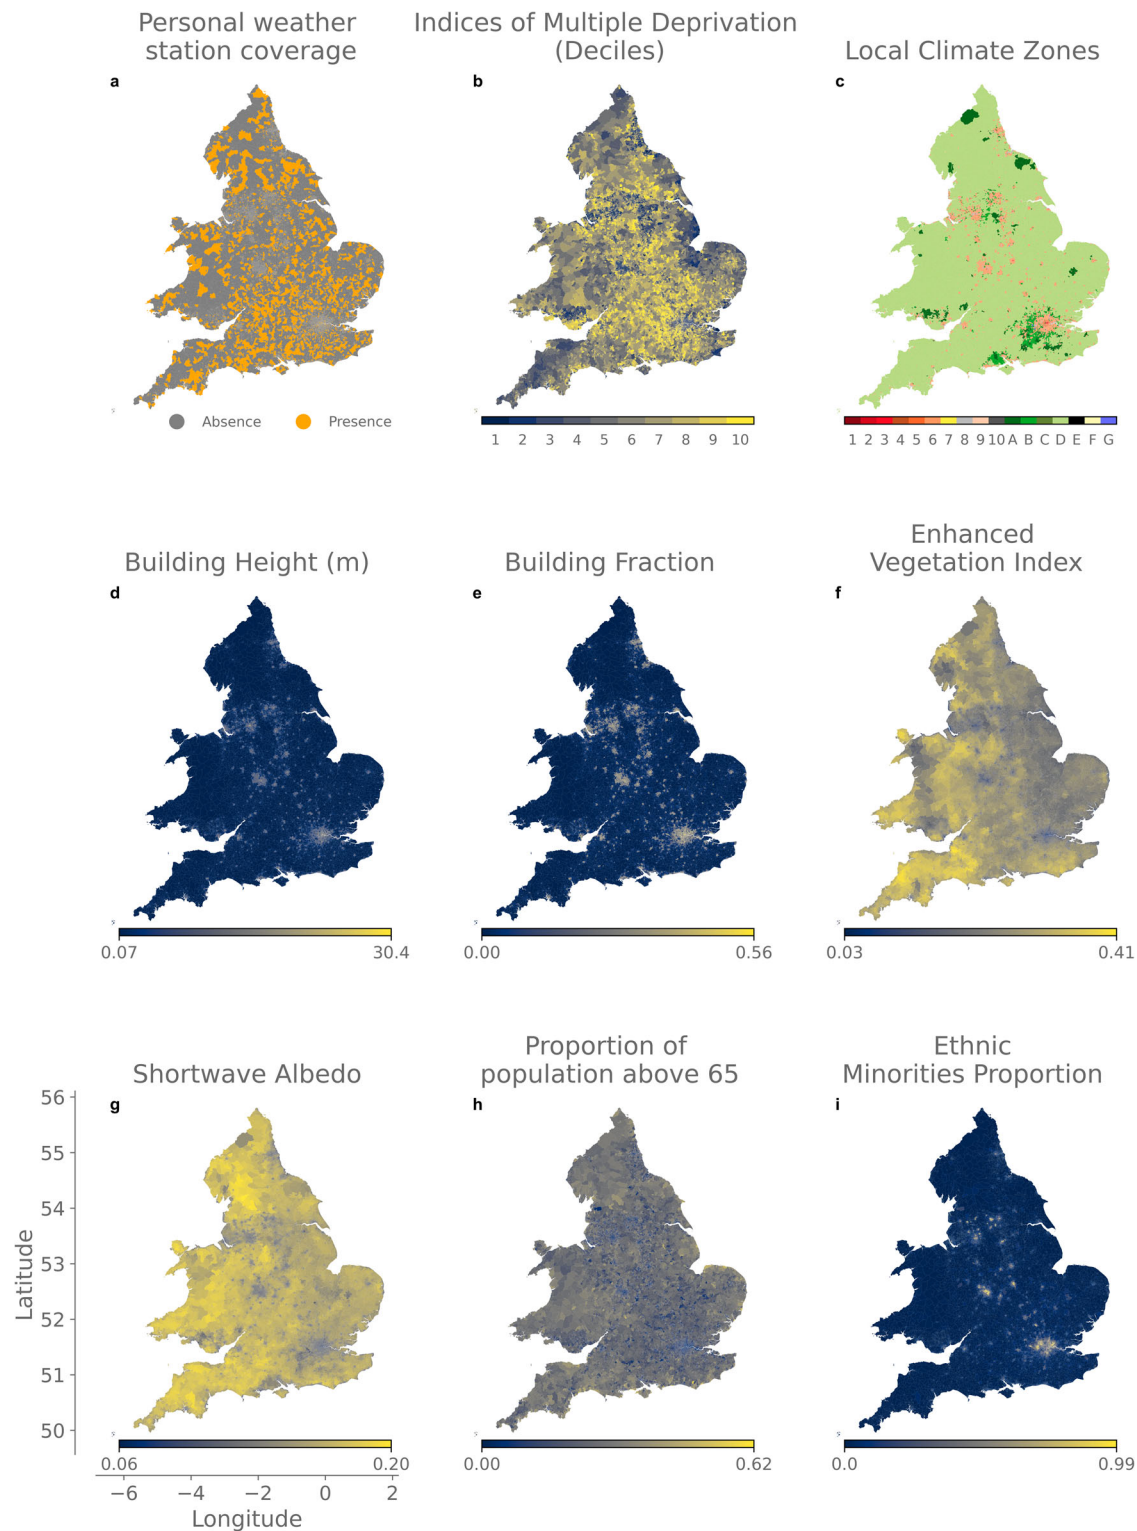 Personal weather
station coverage
Indices of Multiple Deprivation
(Deciles)
Local Climate Zones
a
b
c
Absence
Presence
1 2 3 4 5 6 7 8 9 10
1 2 3 4 5 6 7 8 9 10 A B C D E F G
Building Height (m)
Building Fraction
Enhanced
Vegetation Index
d
e
f
0.07 30.4
0.00 0.56
0.03 0.41
Shortwave Albedo
Proportion of
population above 65
Ethnic
Minorities Proportion
g
h
i
56
55
54
53
52
51
50
Latitude
0.06 0.20
0.00 0.62
0.0 0.99
−6 −4 −2 0 2
Longitude